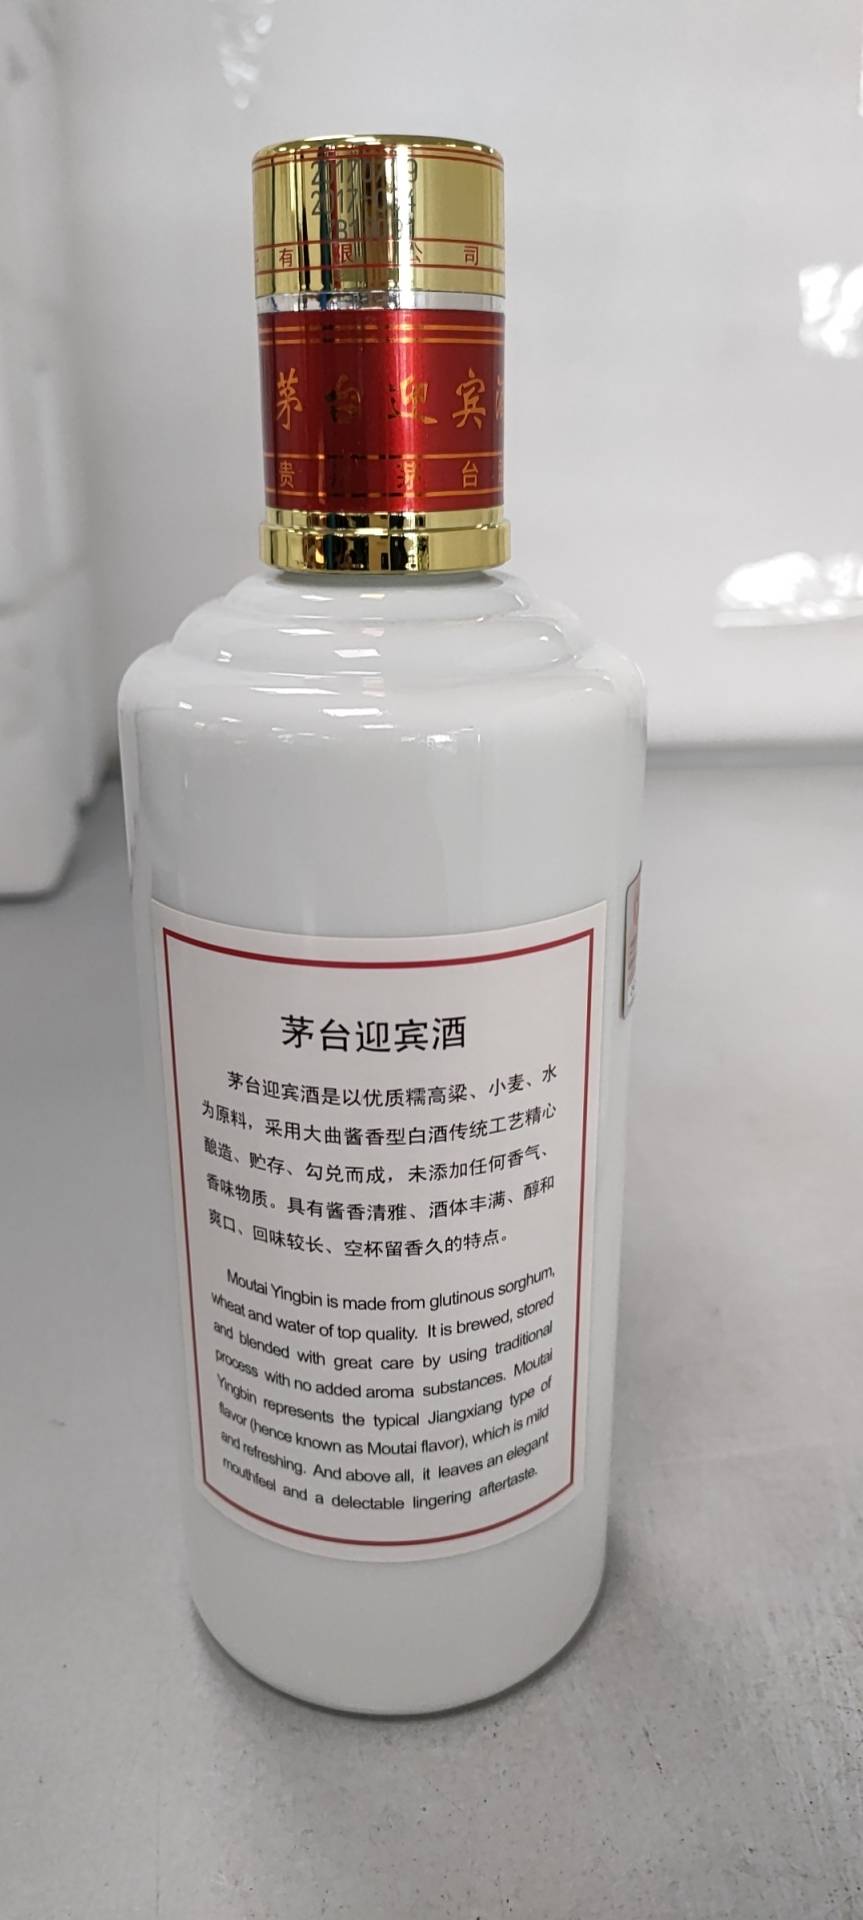 有限公司
茅台迎宾
贵 茅台
茅台迎宾酒
茅台迎宾酒是以优质糯高粱、小麦、水
为原料，采用大曲酱香型白酒传统工艺精心
酿造、贮存、勾兑而成，未添加任何香气、
香味物质。具有酱香清雅、酒体丰满、醇和
爽口、回味较长、空杯留香久的特点。
Moutai Yingbin is made from glutinous sorghum,
wheat and water of top quality. It is brewed, stored
and blended with great care by using traditional
process with no added aroma substances. Moutai
Yingbin represents the typical Jiangxiang type of
flavor (hence known as Moutai flavor), which is mild
and refreshing. And above all, it leaves an elegant
mouthfeel and a delectable lingering aftertaste.